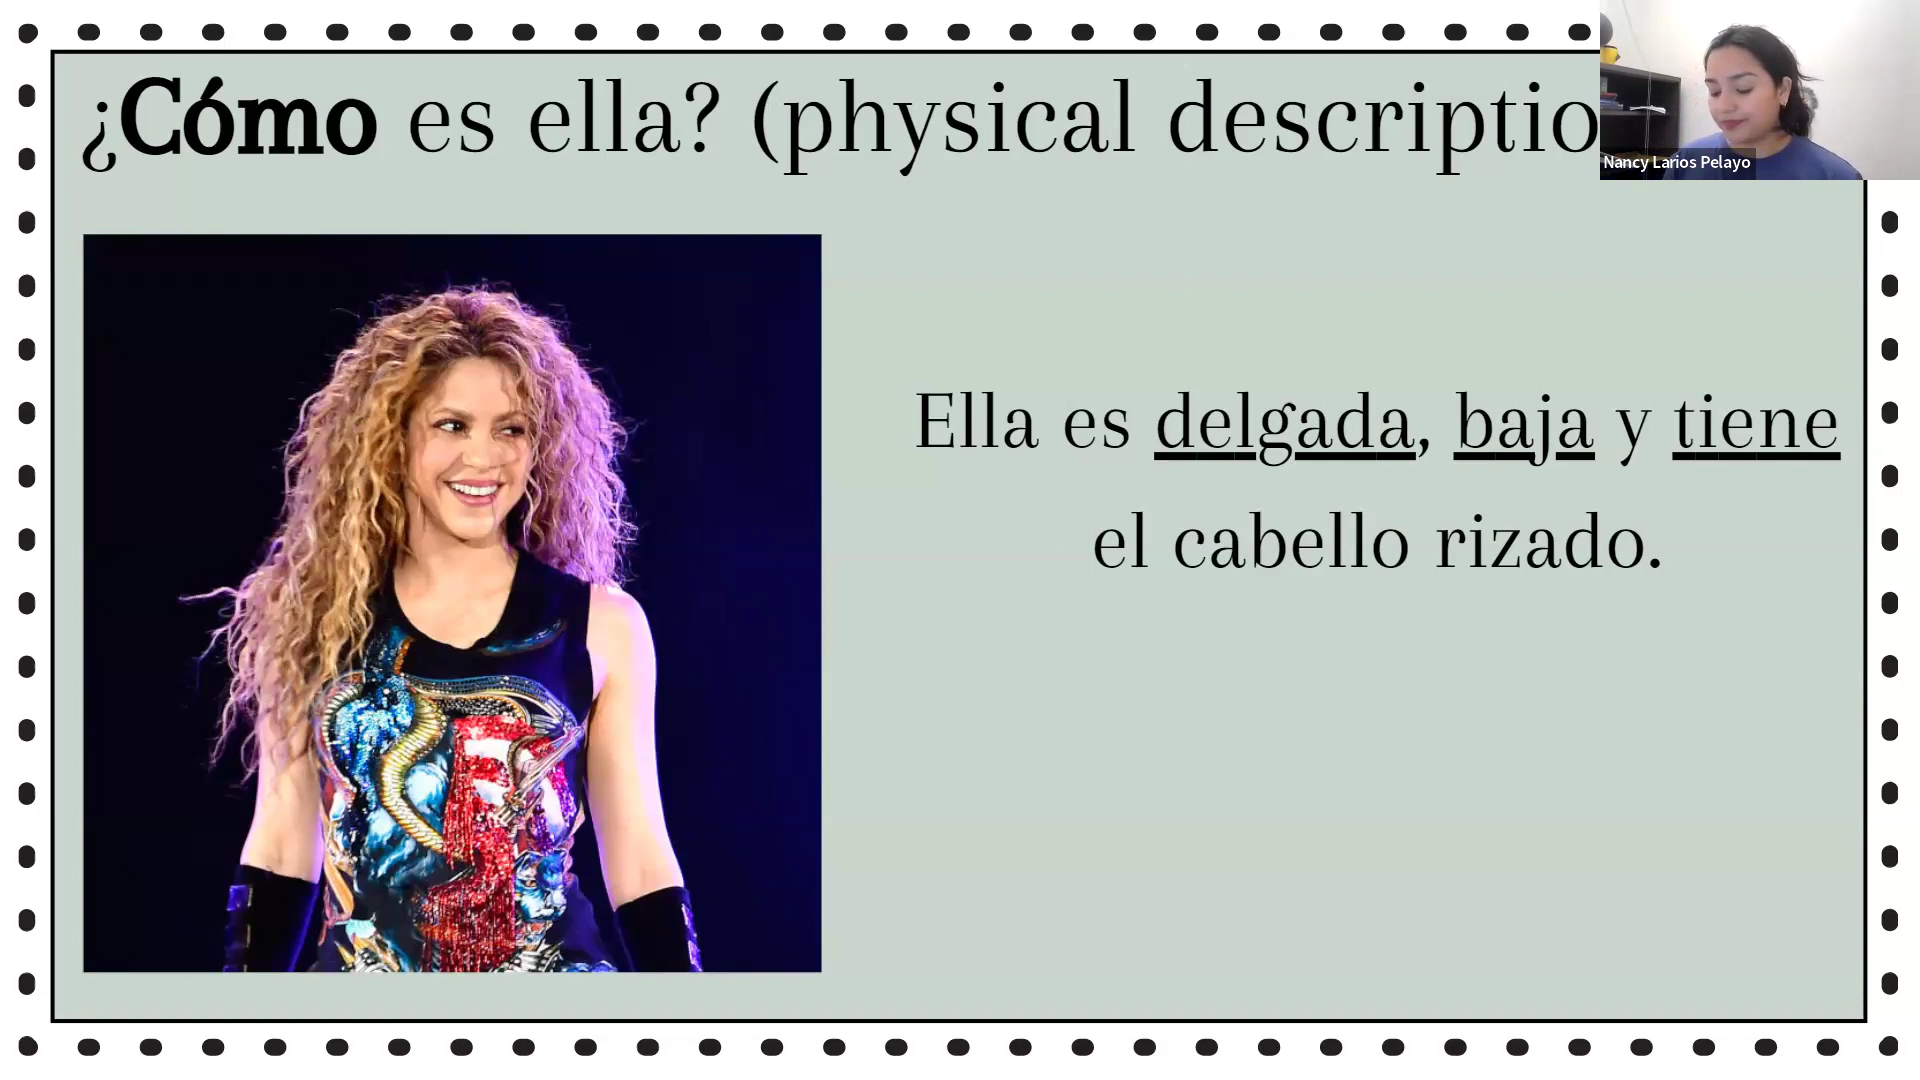 ¿Cómo es ella? (physical descriptio
Nancy Larios Pelayo
Ella es delgada, baja y tiene
el cabello rizado.